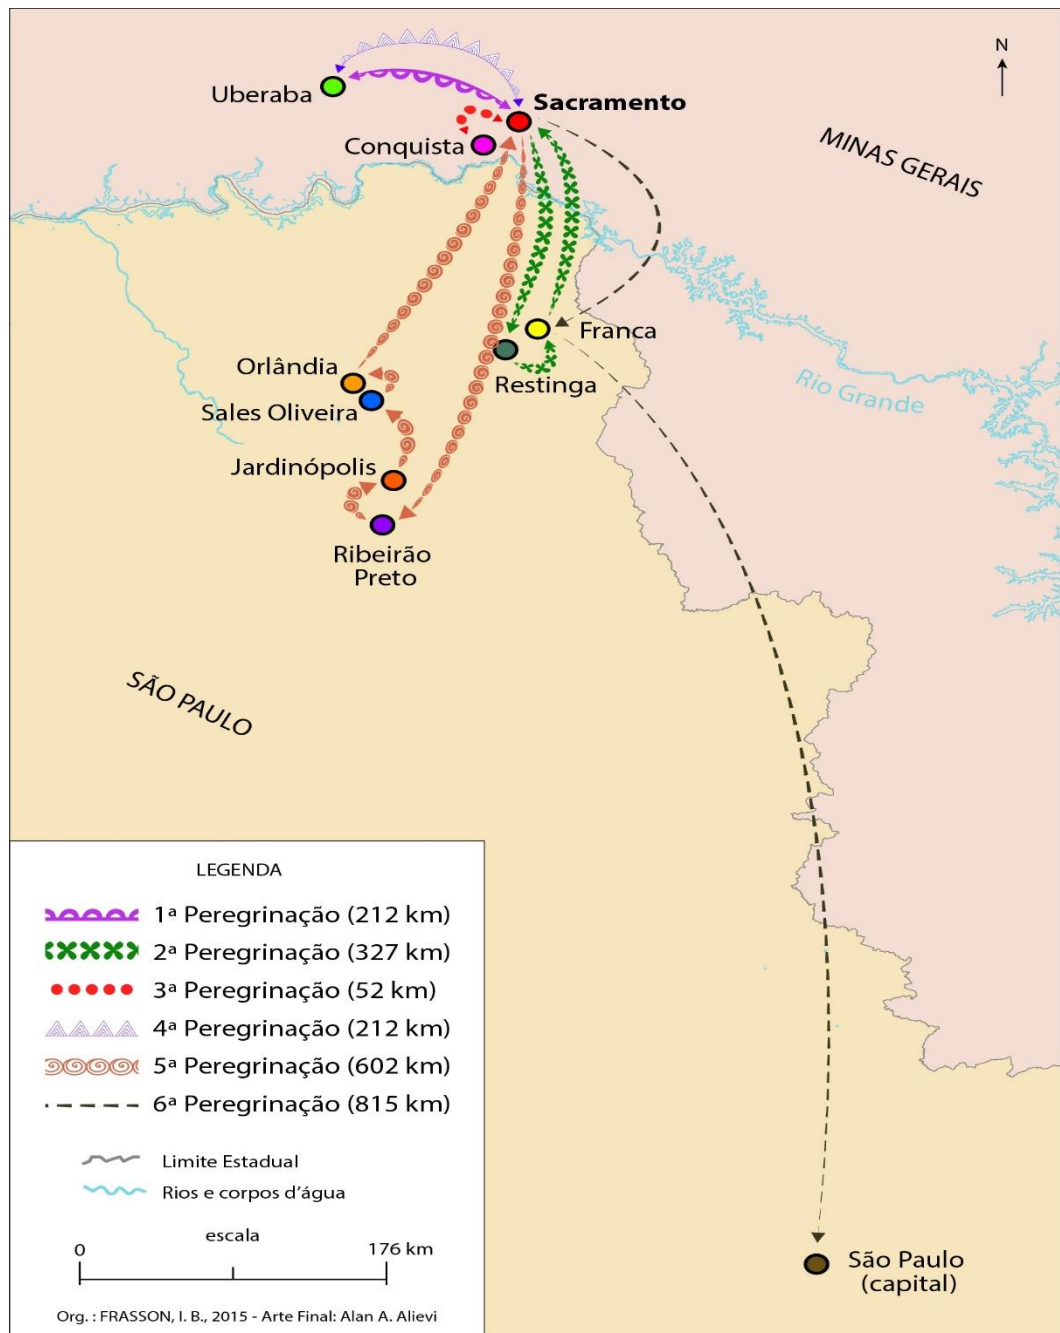 N
Uberaba
Sacramento
Conquista
MINAS GERAIS
Franca
Restinga
Orlândia
Sales Oliveira
Rio Grande
Jardinópolis
Ribeirão
Preto
SÃO PAULO
LEGENDA
1ª Peregrinação (212 km)
2ª Peregrinação (327 km)
3ª Peregrinação (52 km)
4ª Peregrinação (212 km)
5ª Peregrinação (602 km)
6ª Peregrinação (815 km)
Limite Estadual
Rios e corpos d'água
escala
0 176 km
Org. : FRASSON, I. B., 2015 - Arte Final: Alan A. Alievi
São Paulo
(capital)